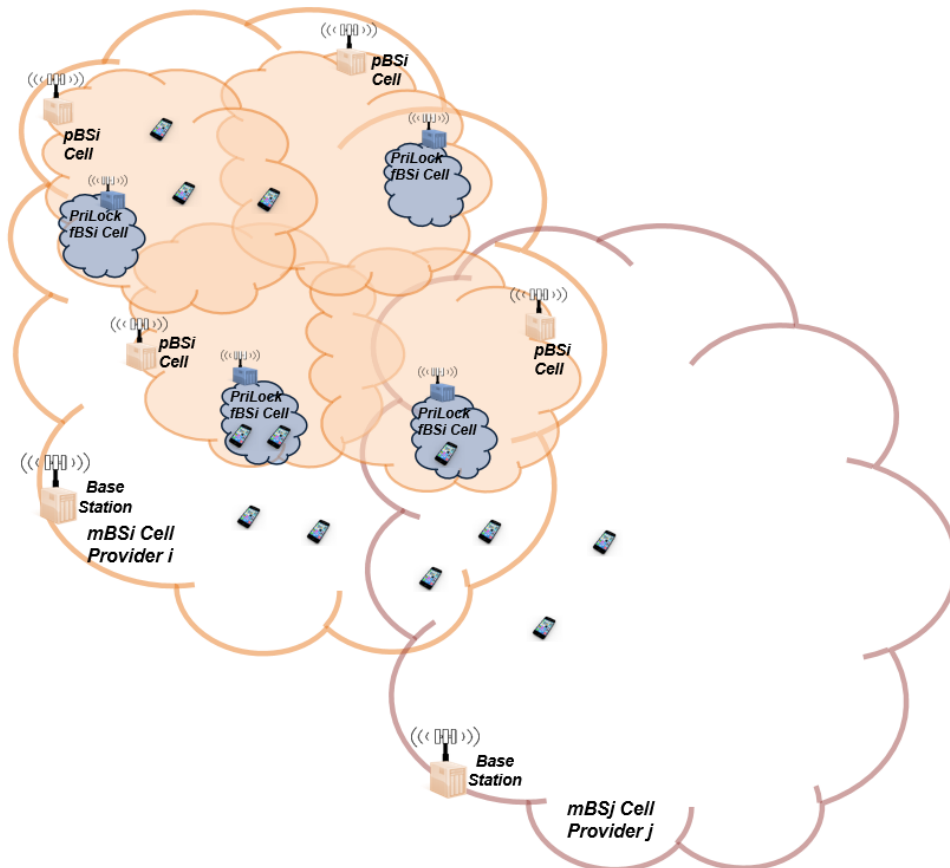 pBSi
Cell
pBSi
Cell
PriLock
fBSi Cell
PriLock
fBSi Cell
pBSi
Cell
pBSi
Cell
PriLock
fBSi Cell
PriLock
fBSi Cell
Base
Station
mBSi Cell
Provider i
Base
Station
mBSj Cell
Provider j